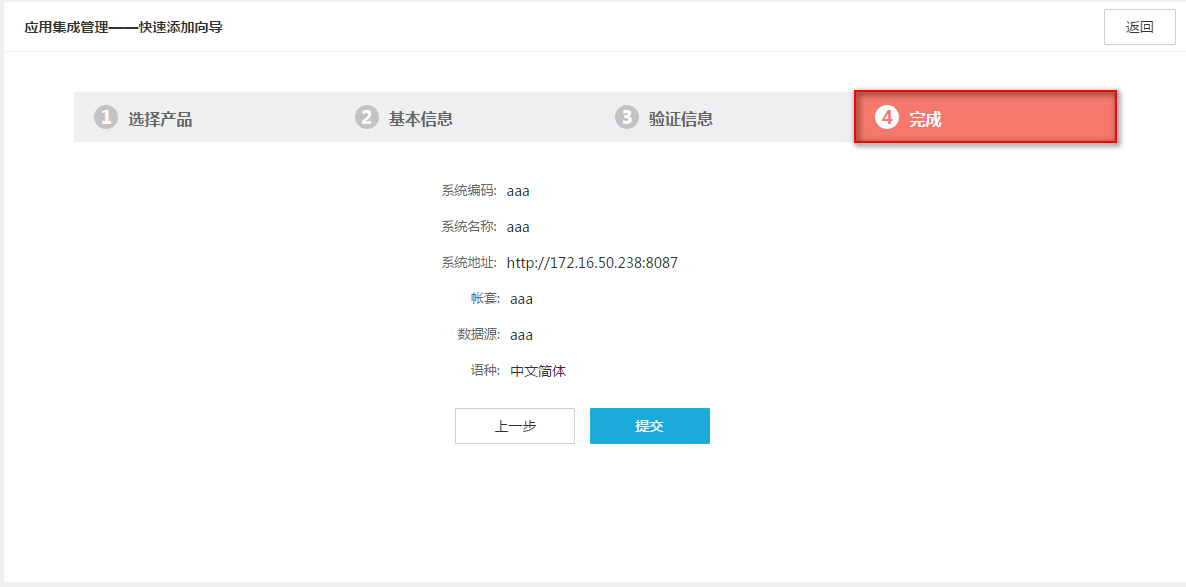 应用集成管理——快速添加向导
返回
1 选择产品 2 基本信息 3 验证信息 4 完成
系统编码: aaa
系统名称: aaa
系统地址: http://172.16.50.238:8087
帐套: aaa
数据源: aaa
语种: 中文简体
上一步 提交